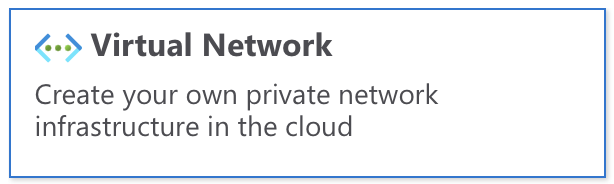 Virtual Network
Create your own private network
infrastructure in the cloud